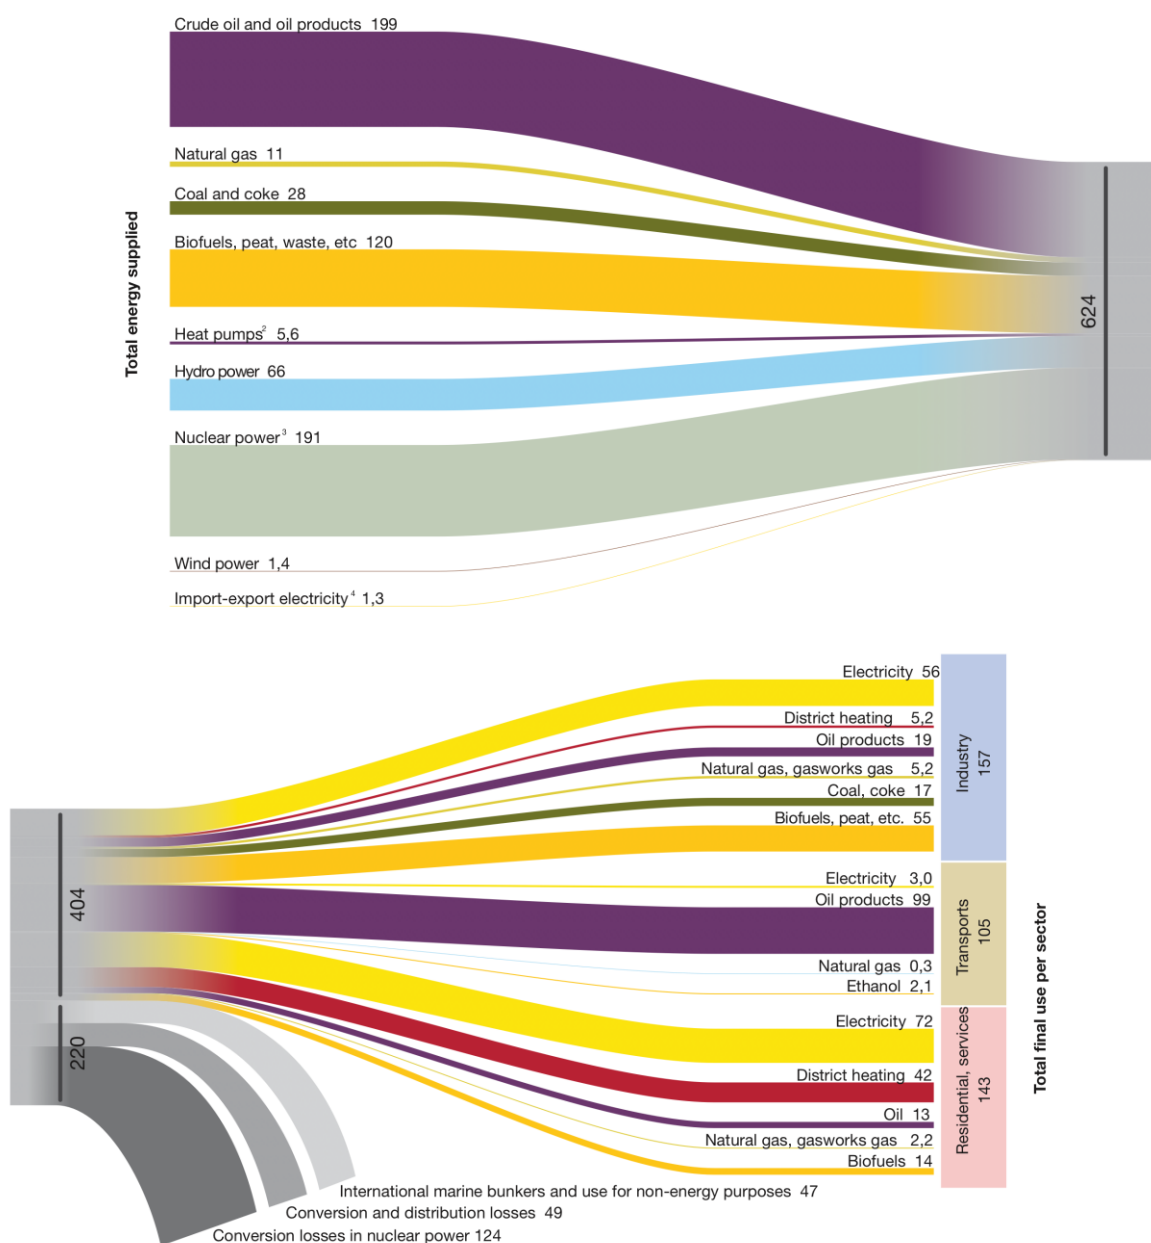 Crude oil and oil products 199
Natural gas 11
Coal and coke 28
Biofuels, peat, waste, etc 120
Heat pumps² 5,6
Hydro power 66
Nuclear power³ 191
Wind power 1,4
Import-export electricity⁴ 1,3
Total energy supplied
624
Electricity 56
District heating 5,2
Oil products 19
Natural gas, gasworks gas 5,2
Coal, coke 17
Biofuels, peat, etc. 55
Industry
157
Electricity 3,0
Oil products 99
Natural gas 0,3
Ethanol 2,1
Transports
105
Electricity 72
District heating 42
Oil 13
Natural gas, gasworks gas 2,2
Biofuels 14
Residential, services
143
Total final use per sector
404
220
International marine bunkers and use for non-energy purposes 47
Conversion and distribution losses 49
Conversion losses in nuclear power 124